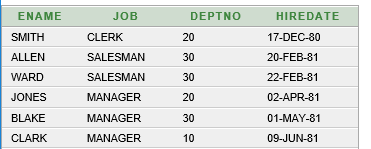 ENAME JOB DEPTNO HIREDATE
SMITH CLERK 20 17-DEC-80
ALLEN SALESMAN 30 20-FEB-81
WARD SALESMAN 30 22-FEB-81
JONES MANAGER 20 02-APR-81
BLAKE MANAGER 30 01-MAY-81
CLARK MANAGER 10 09-JUN-81